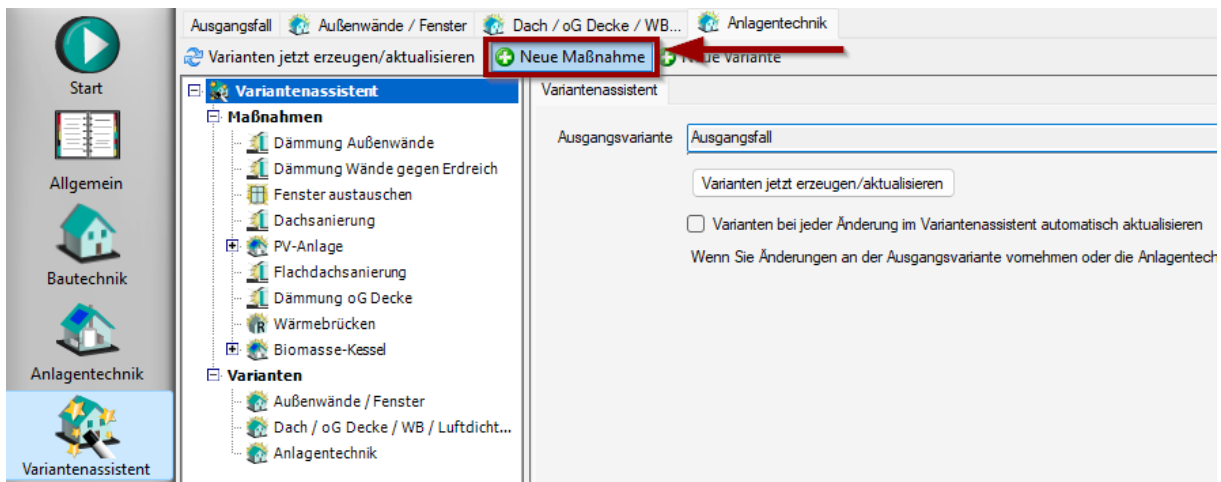 Ausgangsfall Außenwände / Fenster Dach / oG Decke / WB... Anlagentechnik
Varianten jetzt erzeugen/aktualisieren Neue Maßnahme Neue Variante
Start
Allgemein
Bautechnik
Anlagentechnik
Variantenassistent
Variantenassistent
Maßnahmen
Dämmung Außenwände
Dämmung Wände gegen Erdreich
Fenster austauschen
Dachsanierung
PV-Anlage
Flachdachsanierung
Dämmung oG Decke
Wärmebrücken
Biomasse-Kessel
Varianten
Außenwände / Fenster
Dach / oG Decke / WB / Luftdicht...
Anlagentechnik
Variantenassistent
Ausgangsvariante Ausgangsfall
Varianten jetzt erzeugen/aktualisieren
Varianten bei jeder Änderung im Variantenassistent automatisch aktualisieren
Wenn Sie Änderungen an der Ausgangsvariante vornehmen oder die Anlagentech